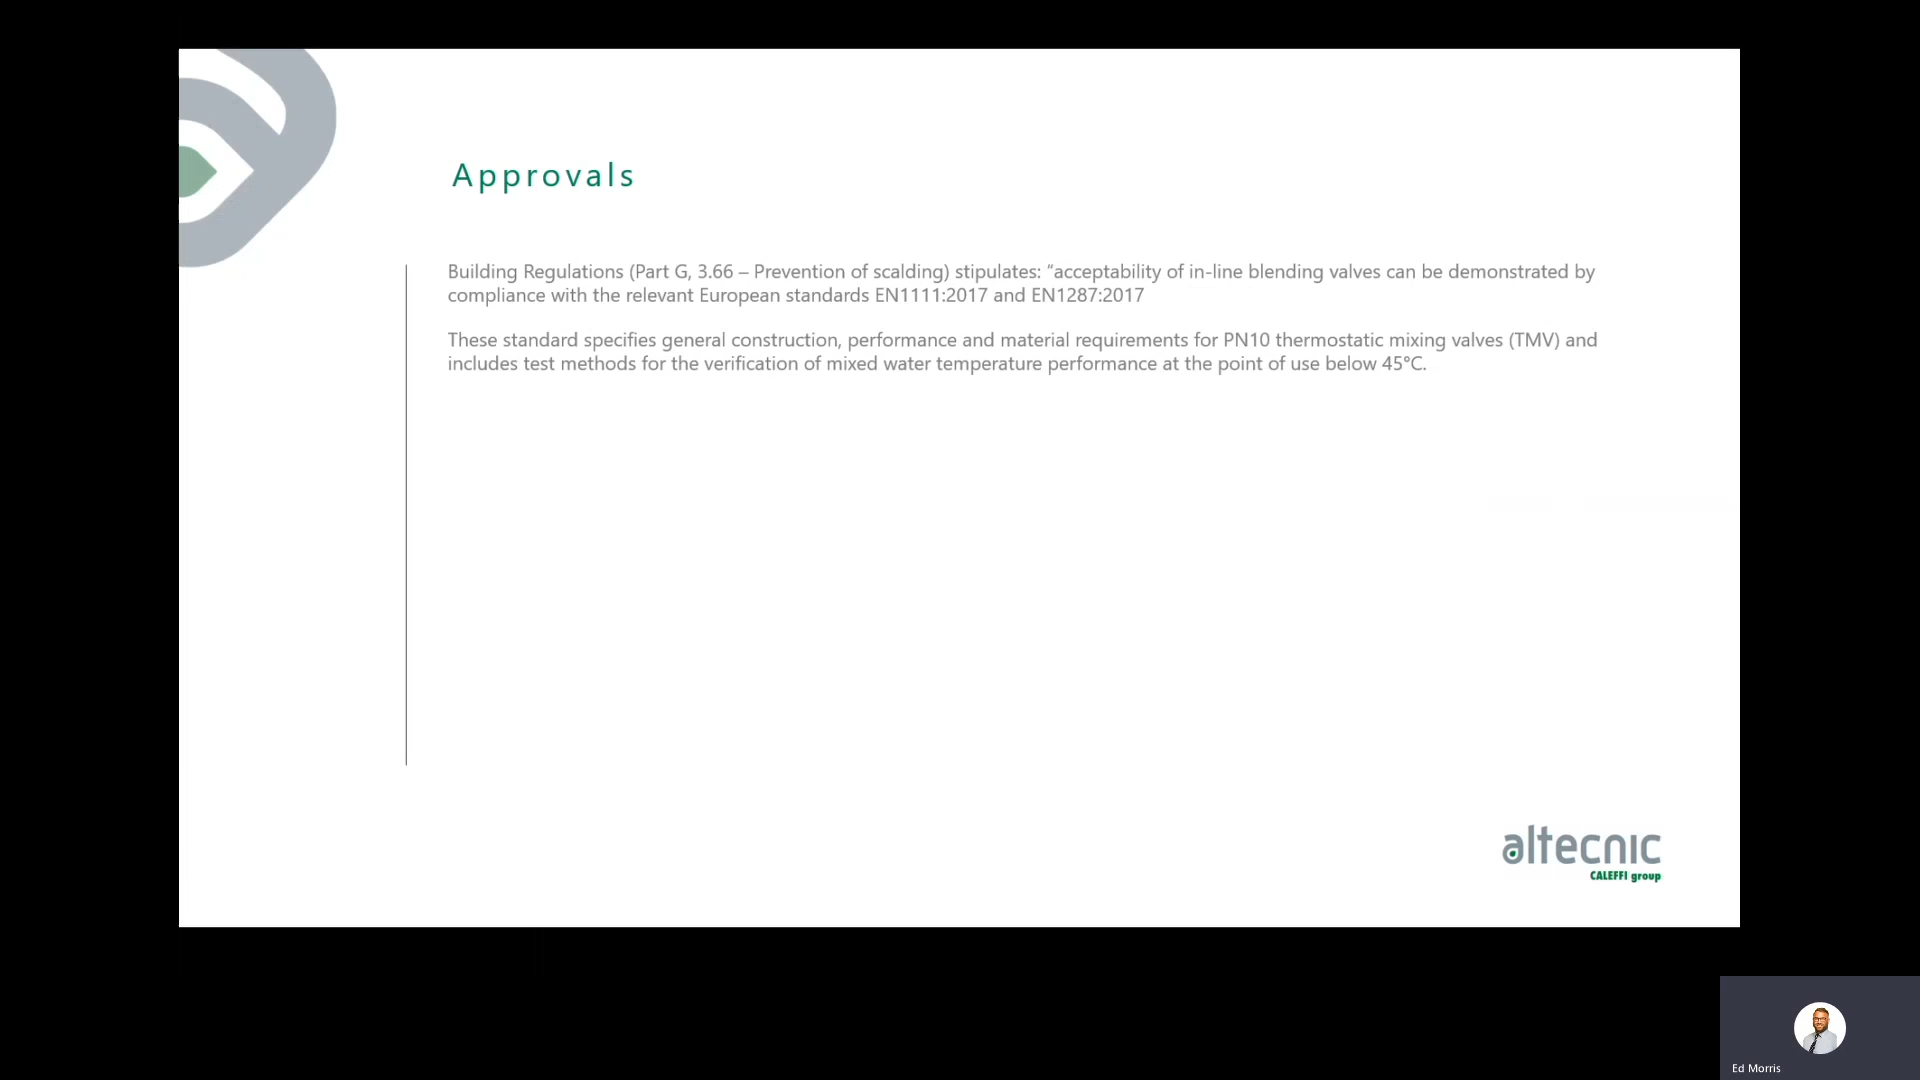 Approvals
Building Regulations (Part G, 3.66 – Prevention of scalding) stipulates: “acceptability of in-line blending valves can be demonstrated by
compliance with the relevant European standards EN1111:2017 and EN1287:2017
These standard specifies general construction, performance and material requirements for PN10 thermostatic mixing valves (TMV) and
includes test methods for the verification of mixed water temperature performance at the point of use below 45°C.
altecnic
CALEFFI group
Ed Morris